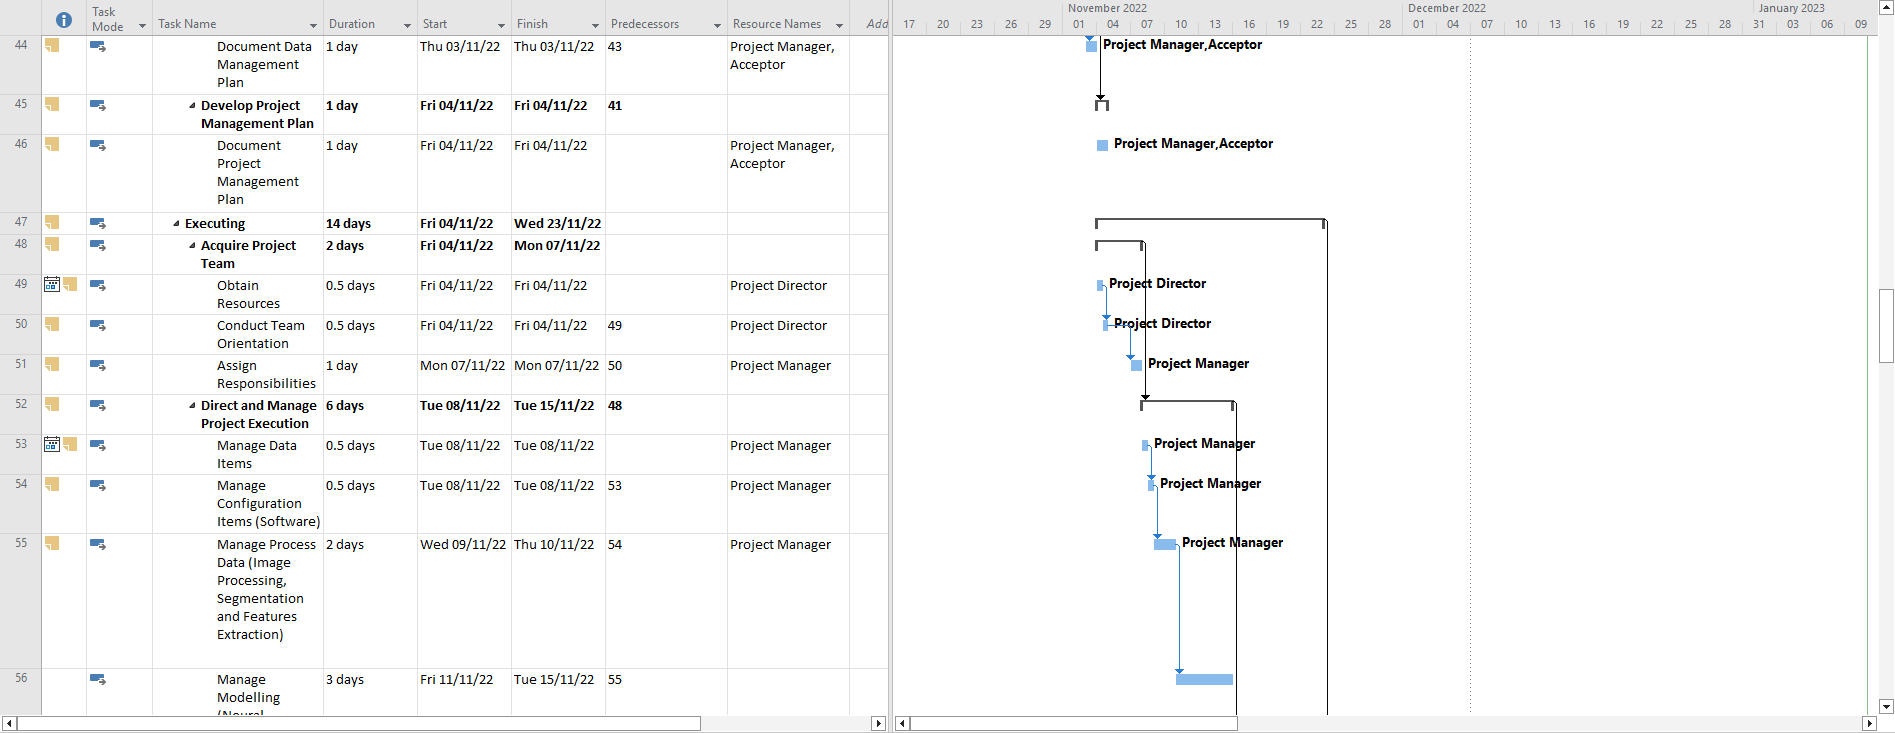 Task Mode Task Name Duration Start Finish Predecessors Resource Names Add
November 2022 December 2022 January 2023
17 20 23 26 29 01 04 07 10 13 16 19 22 25 28 01 04 07 10 13 16 19 22 25 28 31 03 06 09
44 Document Data 1 day Thu 03/11/22 Thu 03/11/22 43 Project Manager, Project Manager,Acceptor
Management Acceptor
Plan
45 Develop Project 1 day Fri 04/11/22 Fri 04/11/22 41
Management Plan
46 Document 1 day Fri 04/11/22 Fri 04/11/22 Project Manager, Project Manager,Acceptor
Project Acceptor
Management
Plan
47 Executing 14 days Fri 04/11/22 Wed 23/11/22
48 Acquire Project 2 days Fri 04/11/22 Mon 07/11/22
Team
49 Obtain 0.5 days Fri 04/11/22 Fri 04/11/22 Project Director Project Director
Resources
50 Conduct Team 0.5 days Fri 04/11/22 Fri 04/11/22 49 Project Director Project Director
Orientation
51 Assign 1 day Mon 07/11/22 Mon 07/11/22 50 Project Manager Project Manager
Responsibilities
52 Direct and Manage 6 days Tue 08/11/22 Tue 15/11/22 48
Project Execution
53 Manage Data 0.5 days Tue 08/11/22 Tue 08/11/22 Project Manager Project Manager
Items
54 Manage 0.5 days Tue 08/11/22 Tue 08/11/22 53 Project Manager Project Manager
Configuration
Items (Software)
55 Manage Process 2 days Wed 09/11/22 Thu 10/11/22 54 Project Manager Project Manager
Data (Image
Processing,
Segmentation
and Features
Extraction)
56 Manage 3 days Fri 11/11/22 Tue 15/11/22 55
Modelling
(Neural